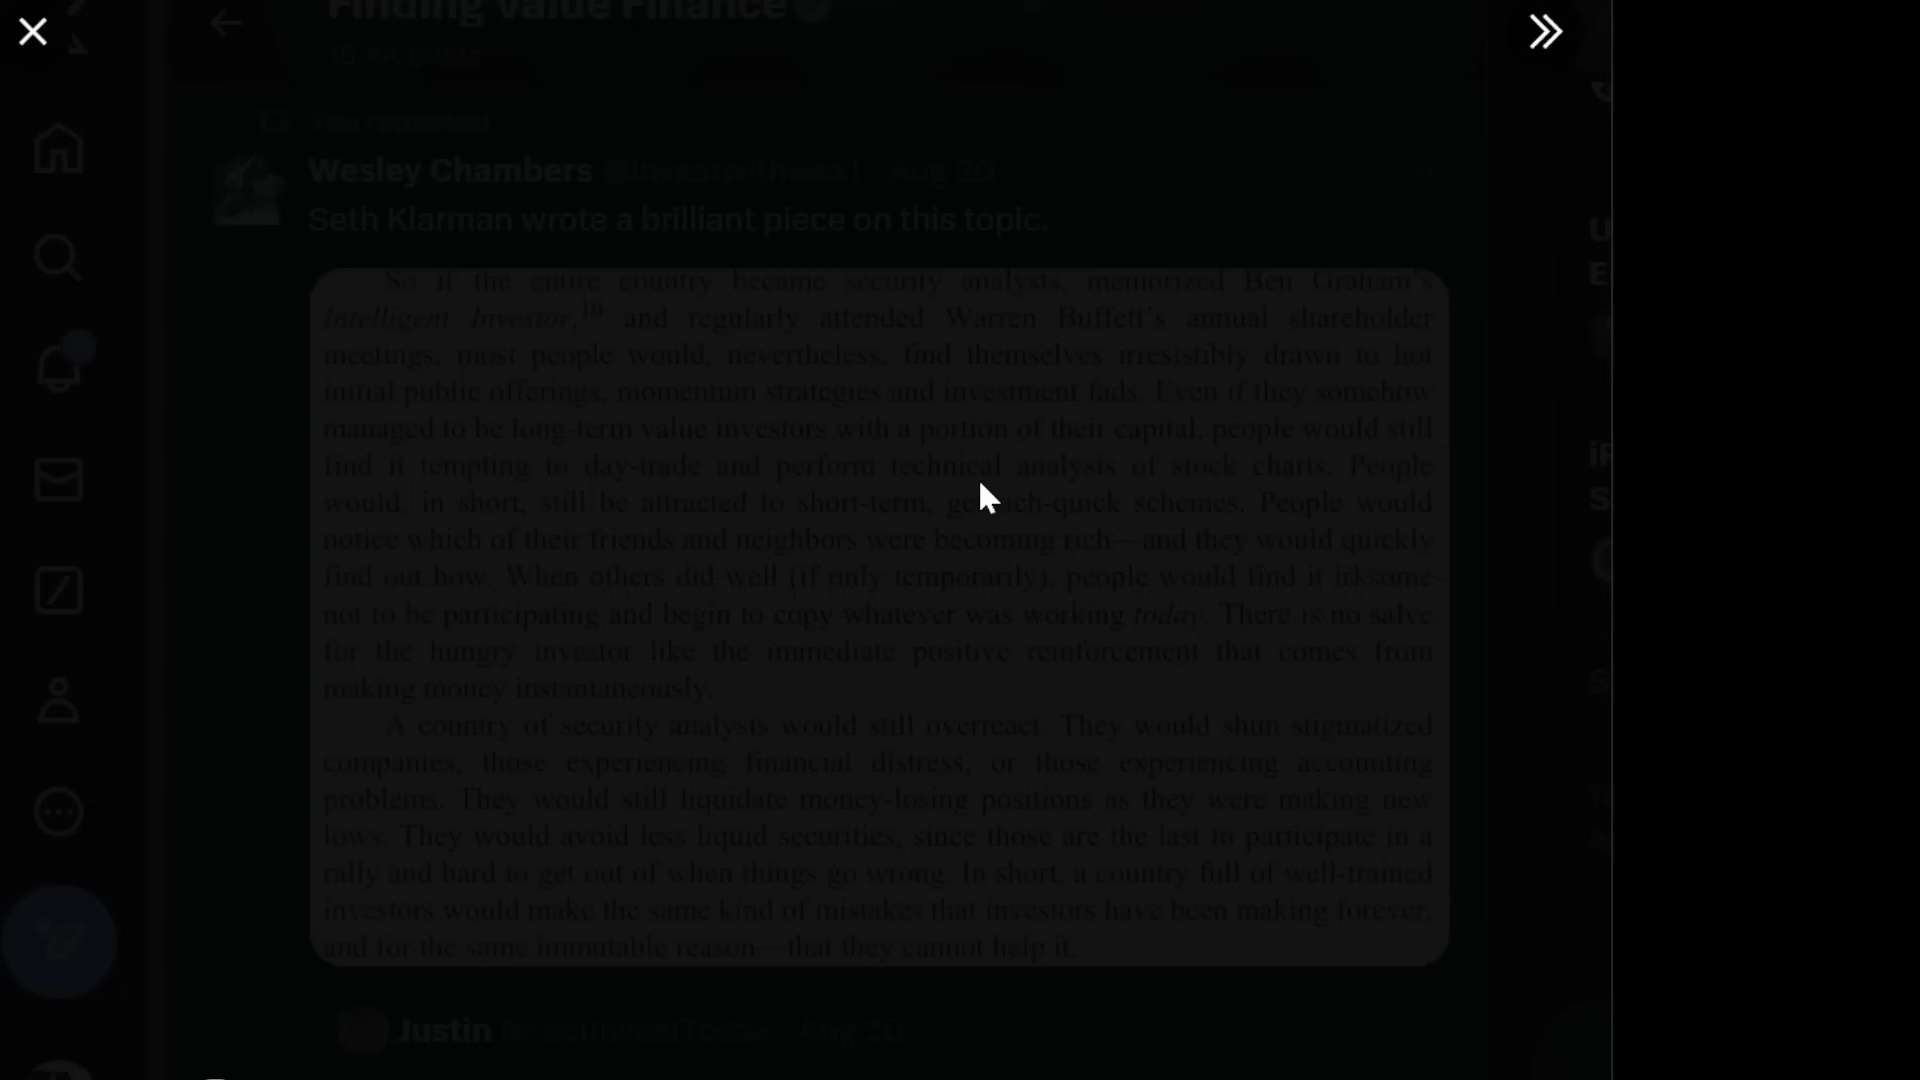 Finding Value Finance
15.4K posts
You reposted
Wesley Chambers @investwithwes1 · Aug 20
Seth Klarman wrote a brilliant piece on this topic.
So, if the entire country became security analysts, memorized Ben Graham's
Intelligent Investor, and regularly attended Warren Buffett's annual shareholder
meetings, most people would, nevertheless, find themselves irresistibly drawn to hot
initial public offerings, momentum strategies and investment fads. Even if they somehow
managed to be long-term value investors with a portion of their capital, people would still
find it tempting to day-trade and perform technical analysis of stock charts. People
would, in short, still be attracted to short-term, get-rich-quick schemes. People would
notice which of their friends and neighbors were becoming rich—and they would quickly
find out how. When others did well (if only temporarily), people would find it irksome
not to be participating and begin to copy whatever was working today. There is no salve
for the hungry investor like the immediate positive reinforcement that comes from
making money instantaneously.
A country of security analysts would still overreact. They would shun stigmatized
companies, those experiencing financial distress, or those experiencing accounting
problems. They would still liquidate money-losing positions as they were making new
lows. They would avoid less liquid securities, since those are the last to participate in a
rally and hard to get out of when things go wrong. In short, a country full of well-trained
investors would make the same kind of mistakes that investors have been making forever,
and for the same immutable reason—that they cannot help it.
Justin · Aug 20